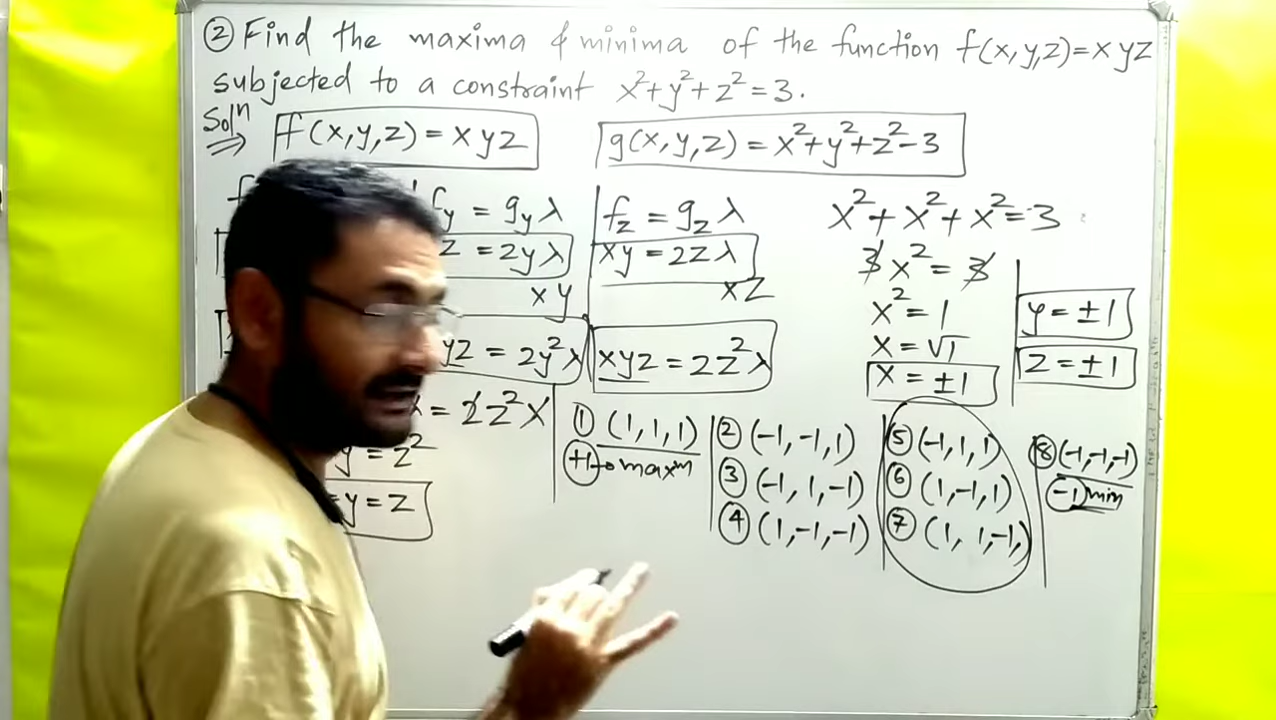 ② Find the maxima & minima of the function f(x,y,z)=xyz
subjected to a constraint x²+y²+z²=3.
Solⁿ f(x,y,z)=xyz g(x,y,z)=x²+y²+z²-3
fy = gyλ
z = 2yλ
xy
yz = 2y²λ
fz = gzλ
xy = 2zλ
xz
xyz = 2z²λ
x²+x²+x²=3
3x²=3
x²=1
x=√1
x=±1
y=±1
z=±1
= 2z²λ
y=z²
=y=z
① (1,1,1)
+1→maxᵐ
② (-1,-1,1)
③ (-1,1,-1)
④ (1,-1,-1)
⑤ (-1,1,1)
⑥ (1,-1,1)
⑦ (1,1,-1,)
⑧ (-1,-1,-1)
-1 min